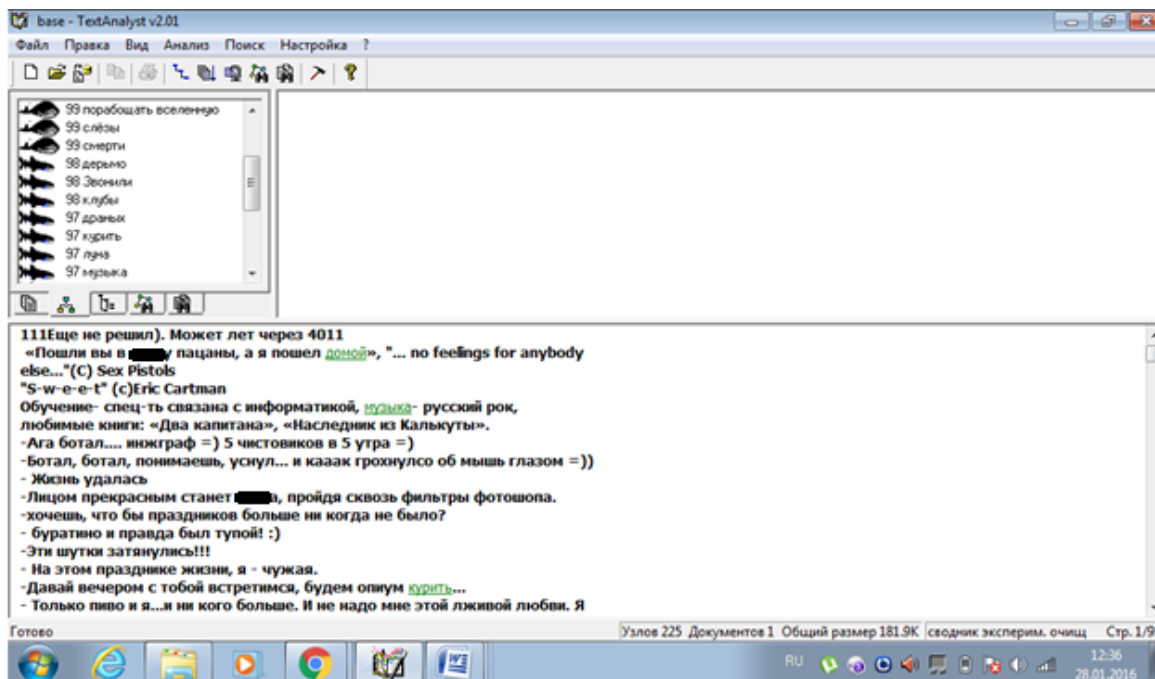 base - TextAnalyst v2.01
Файл Правка Вид Анализ Поиск Настройка ?
99 порабощать вселенную
99 слёзы
99 смерти
98 дерьмо
98 Звонили
98 клубы
97 драных
97 курить
97 луна
97 музыка
111Еще не решил). Может лет через 4011
«Пошли вы в у пацаны, а я пошел домой», "... no feelings for anybody
else..."(C) Sex Pistols
"S-w-e-e-t" (c)Eric Cartman
Обучение- спец-ть связана с информатикой, музыка- русский рок,
любимые книги: «Два капитана», «Наследник из Калькуты».
-Ага ботал.... инжграф =) 5 чистовиков в 5 утра =)
-Ботал, ботал, понимаешь, уснул... и кааак грохнулсо об мышь глазом =))
- Жизнь удалась
-Лицом прекрасным станет а, пройдя сквозь фильтры фотошопа.
-хочешь, что бы праздников больше ни когда не было?
- буратино и правда был тупой! :)
-Эти шутки затянулись!!!
- На этом празднике жизни, я - чужая.
-Давай вечером с тобой встретимся, будем опиум курить...
- Только пиво и я...и ни кого больше. И не надо мне этой лживой любви. Я
Готово
Узлов 225 Документов 1 Общий размер 181.9K сводник эксперим. очищ Стр. 1/9
RU
12:36
28.01.2016